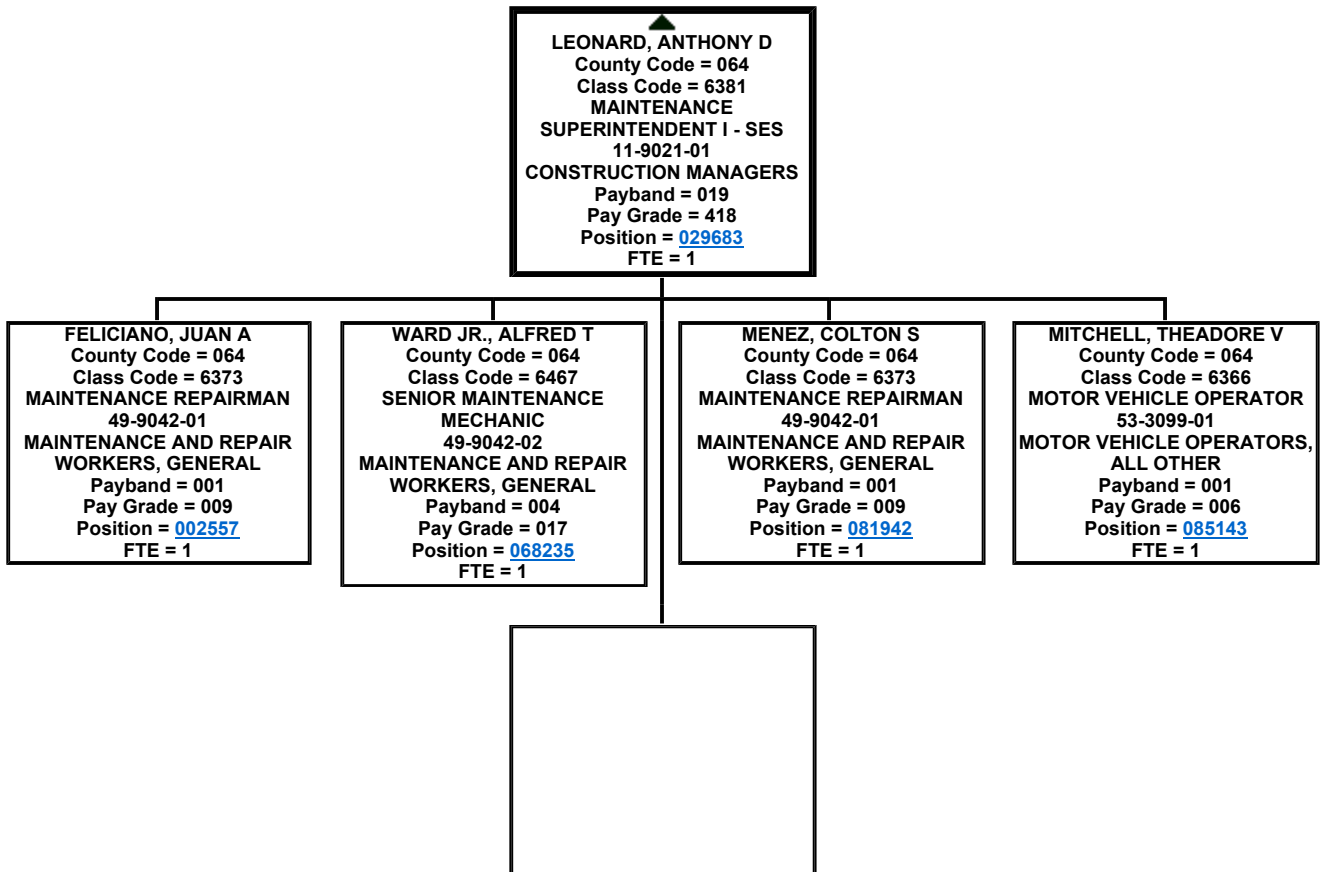 LEONARD, ANTHONY D
County Code = 064
Class Code = 6381
MAINTENANCE
SUPERINTENDENT I - SES
11-9021-01
CONSTRUCTION MANAGERS
Payband = 019
Pay Grade = 418
Position = 029683
FTE = 1
FELICIANO, JUAN A
County Code = 064
Class Code = 6373
MAINTENANCE REPAIRMAN
49-9042-01
MAINTENANCE AND REPAIR
WORKERS, GENERAL
Payband = 001
Pay Grade = 009
Position = 002557
FTE = 1
WARD JR., ALFRED T
County Code = 064
Class Code = 6467
SENIOR MAINTENANCE
MECHANIC
49-9042-02
MAINTENANCE AND REPAIR
WORKERS, GENERAL
Payband = 004
Pay Grade = 017
Position = 068235
FTE = 1
MENEZ, COLTON S
County Code = 064
Class Code = 6373
MAINTENANCE REPAIRMAN
49-9042-01
MAINTENANCE AND REPAIR
WORKERS, GENERAL
Payband = 001
Pay Grade = 009
Position = 081942
FTE = 1
MITCHELL, THEADORE V
County Code = 064
Class Code = 6366
MOTOR VEHICLE OPERATOR
53-3099-01
MOTOR VEHICLE OPERATORS,
ALL OTHER
Payband = 001
Pay Grade = 006
Position = 085143
FTE = 1